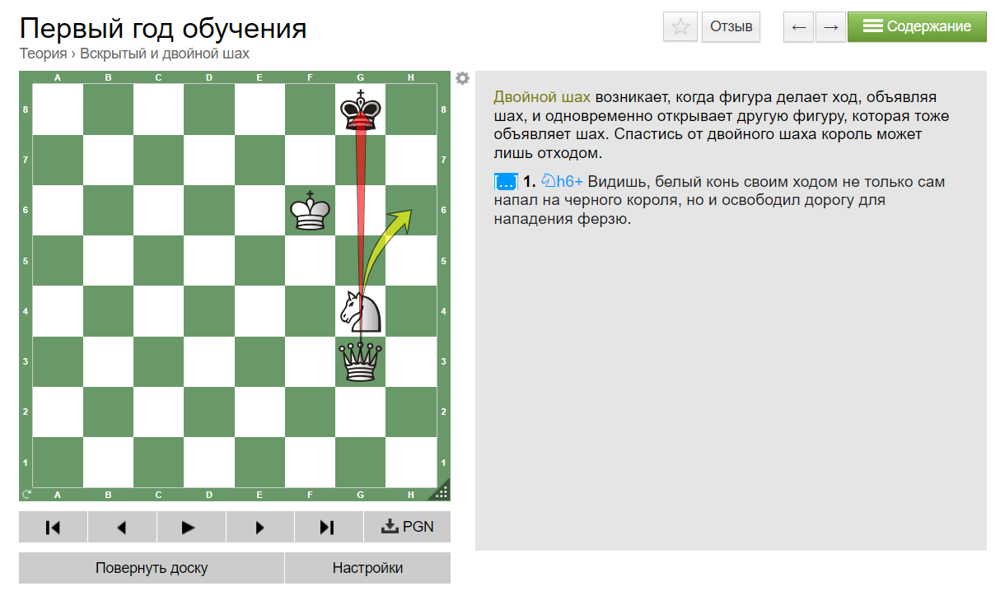 Первый год обучения
Теория › Вскрытый и двойной шах
Отзыв
← → Содержание
A B C D E F G H
8 8
7 7
6 6
5 5
4 4
3 3
2 2
1 1
A B C D E F G H
PGN
Повернуть доску Настройки
Двойной шах возникает, когда фигура делает ход, объявляя
шах, и одновременно открывает другую фигуру, которая тоже
объявляет шах. Спастись от двойного шаха король может
лишь отходом.
[...] 1. ♘h6+ Видишь, белый конь своим ходом не только сам
напал на черного короля, но и освободил дорогу для
нападения ферзю.